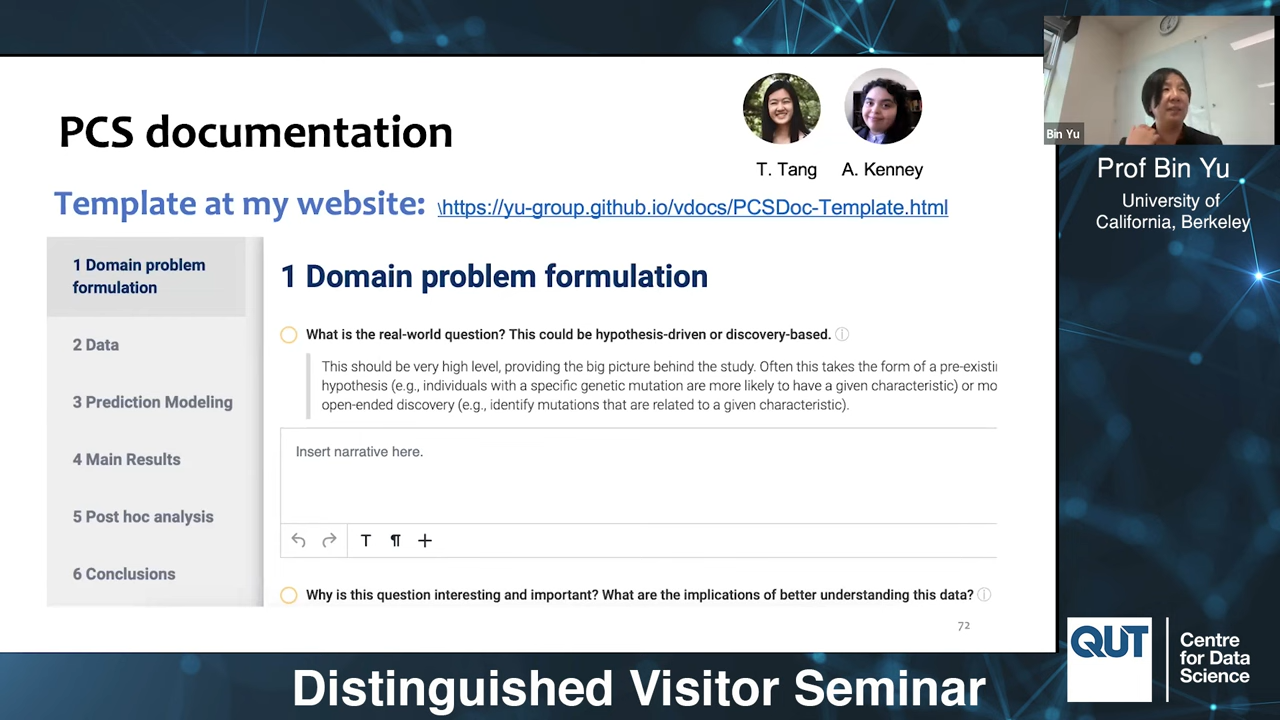 PCS documentation
T. Tang
A. Kenney
Template at my website: \https://yu-group.github.io/vdocs/PCSDoc-Template.html
1 Domain problem
formulation
2 Data
3 Prediction Modeling
4 Main Results
5 Post hoc analysis
6 Conclusions
1 Domain problem formulation
What is the real-world question? This could be hypothesis-driven or discovery-based.
This should be very high level, providing the big picture behind the study. Often this takes the form of a pre-existi
hypothesis (e.g., individuals with a specific genetic mutation are more likely to have a given characteristic) or mo
open-ended discovery (e.g., identify mutations that are related to a given characteristic).
Insert narrative here.
T ¶ +
Why is this question interesting and important? What are the implications of better understanding this data?
72
Bin Yu
Prof Bin Yu
University of
California, Berkeley
QUT
Centre
for Data
Science
Distinguished Visitor Seminar